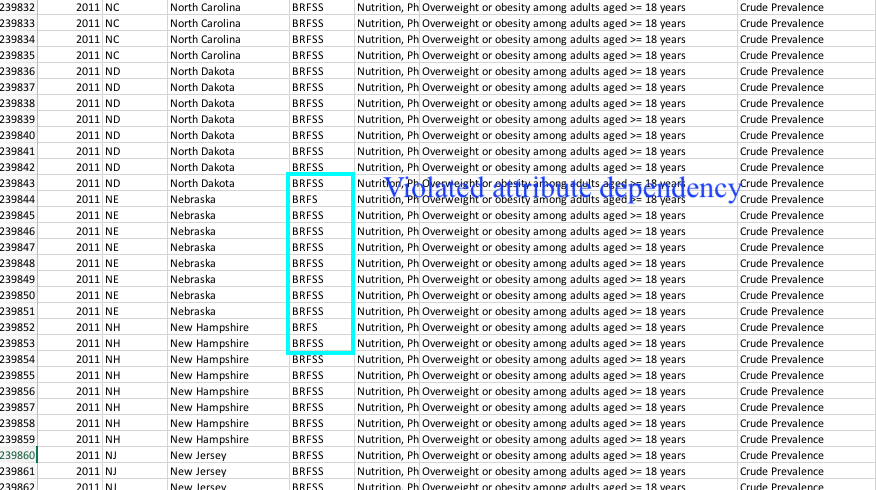 239832 2011 NC North Carolina BRFSS Nutrition, Ph Overweight or obesity among adults aged >= 18 years Crude Prevalence
239833 2011 NC North Carolina BRFSS Nutrition, Ph Overweight or obesity among adults aged >= 18 years Crude Prevalence
239834 2011 NC North Carolina BRFSS Nutrition, Ph Overweight or obesity among adults aged >= 18 years Crude Prevalence
239835 2011 NC North Carolina BRFSS Nutrition, Ph Overweight or obesity among adults aged >= 18 years Crude Prevalence
239836 2011 ND North Dakota BRFSS Nutrition, Ph Overweight or obesity among adults aged >= 18 years Crude Prevalence
239837 2011 ND North Dakota BRFSS Nutrition, Ph Overweight or obesity among adults aged >= 18 years Crude Prevalence
239838 2011 ND North Dakota BRFSS Nutrition, Ph Overweight or obesity among adults aged >= 18 years Crude Prevalence
239839 2011 ND North Dakota BRFSS Nutrition, Ph Overweight or obesity among adults aged >= 18 years Crude Prevalence
239840 2011 ND North Dakota BRFSS Nutrition, Ph Overweight or obesity among adults aged >= 18 years Crude Prevalence
239841 2011 ND North Dakota BRFSS Nutrition, Ph Overweight or obesity among adults aged >= 18 years Crude Prevalence
239842 2011 ND North Dakota BRFSS Nutrition, Ph Overweight or obesity among adults aged >= 18 years Crude Prevalence
239843 2011 ND North Dakota BRFSS Nutrition, Ph Overweight or obesity among adults aged >= 18 years Crude Prevalence
Violated attribute dependency
239844 2011 NE Nebraska BRFS Nutrition, Ph Overweight or obesity among adults aged >= 18 years Crude Prevalence
239845 2011 NE Nebraska BRFSS Nutrition, Ph Overweight or obesity among adults aged >= 18 years Crude Prevalence
239846 2011 NE Nebraska BRFSS Nutrition, Ph Overweight or obesity among adults aged >= 18 years Crude Prevalence
239847 2011 NE Nebraska BRFSS Nutrition, Ph Overweight or obesity among adults aged >= 18 years Crude Prevalence
239848 2011 NE Nebraska BRFSS Nutrition, Ph Overweight or obesity among adults aged >= 18 years Crude Prevalence
239849 2011 NE Nebraska BRFSS Nutrition, Ph Overweight or obesity among adults aged >= 18 years Crude Prevalence
239850 2011 NE Nebraska BRFSS Nutrition, Ph Overweight or obesity among adults aged >= 18 years Crude Prevalence
239851 2011 NE Nebraska BRFSS Nutrition, Ph Overweight or obesity among adults aged >= 18 years Crude Prevalence
239852 2011 NH New Hampshire BRFS Nutrition, Ph Overweight or obesity among adults aged >= 18 years Crude Prevalence
239853 2011 NH New Hampshire BRFSS Nutrition, Ph Overweight or obesity among adults aged >= 18 years Crude Prevalence
239854 2011 NH New Hampshire BRFSS Nutrition, Ph Overweight or obesity among adults aged >= 18 years Crude Prevalence
239855 2011 NH New Hampshire BRFSS Nutrition, Ph Overweight or obesity among adults aged >= 18 years Crude Prevalence
239856 2011 NH New Hampshire BRFSS Nutrition, Ph Overweight or obesity among adults aged >= 18 years Crude Prevalence
239857 2011 NH New Hampshire BRFSS Nutrition, Ph Overweight or obesity among adults aged >= 18 years Crude Prevalence
239858 2011 NH New Hampshire BRFSS Nutrition, Ph Overweight or obesity among adults aged >= 18 years Crude Prevalence
239859 2011 NH New Hampshire BRFSS Nutrition, Ph Overweight or obesity among adults aged >= 18 years Crude Prevalence
239860 2011 NJ New Jersey BRFSS Nutrition, Ph Overweight or obesity among adults aged >= 18 years Crude Prevalence
239861 2011 NJ New Jersey BRFSS Nutrition, Ph Overweight or obesity among adults aged >= 18 years Crude Prevalence
239862 2011 NJ New Jersey BRFSS Nutrition, Ph Overweight or obesity among adults aged >= 18 years Crude Prevalence